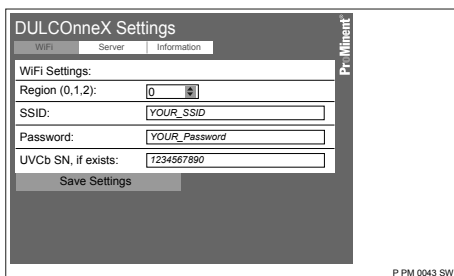 DULCOnneX Settings
WiFi Server Information
ProMinent
WiFi Settings:
Region (0,1,2): 0
SSID: YOUR_SSID
Password: YOUR_Password
UVCb SN, if exists: 1234567890
Save Settings
P PM 0043 SW